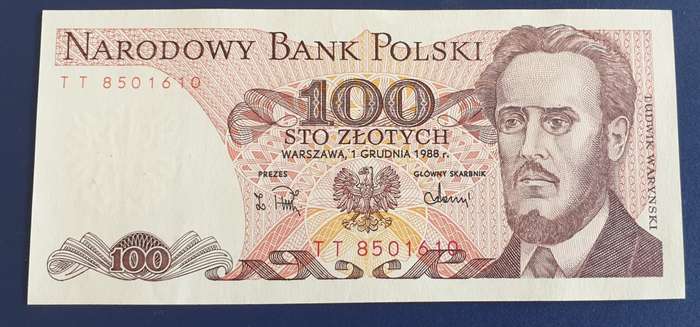 NARODOWY BANK POLSKI
TT 8501610
100
STO ZŁOTYCH
WARSZAWA, 1 GRUDNIA 1988 r.
PREZES GŁÓWNY SKARBNIK
TT 8501610
100
LUDWIK WARYŃSKI